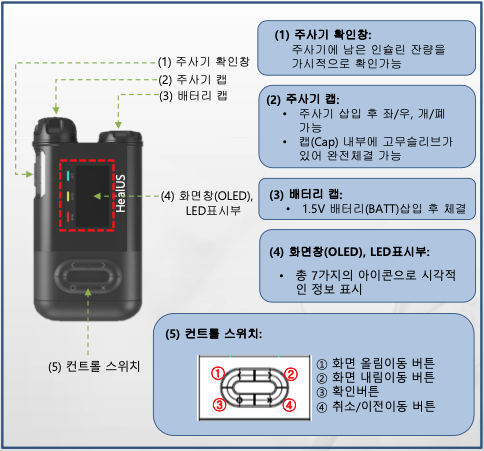 (1) 주사기 확인창
(2) 주사기 캡
(3) 배터리 캡
HealUS
(4) 화면창(OLED),
LED표시부
(5) 컨트롤 스위치
(1) 주사기 확인창:
주사기에 남은 인슐린 잔량을
가시적으로 확인가능
(2) 주사기 캡:
• 주사기 삽입 후 좌/우, 개/폐
가능
• 캡(Cap) 내부에 고무슬리브가
있어 완전체결 가능
(3) 배터리 캡:
• 1.5V 배터리(BATT)삽입 후 체결
(4) 화면창(OLED), LED표시부:
• 총 7가지의 아이콘으로 시각적
인 정보 표시
(5) 컨트롤 스위치:
① ②
③ ④
① 화면 올림이동 버튼
② 화면 내림이동 버튼
③ 확인버튼
④ 취소/이전이동 버튼